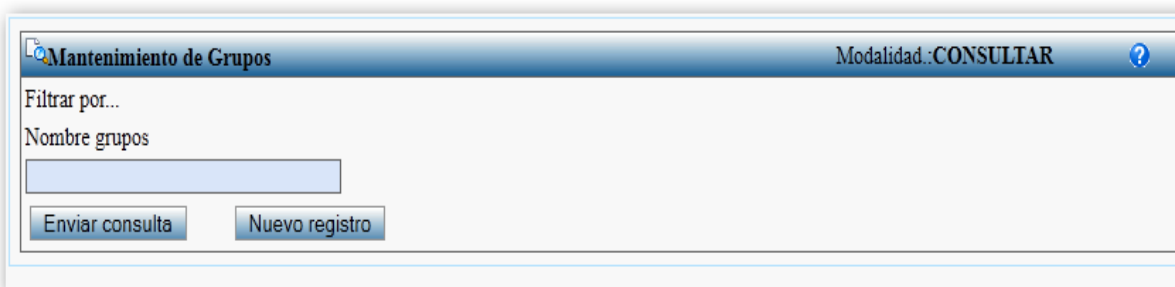 Mantenimiento de Grupos Modalidad.:CONSULTAR ?
Filtrar por...
Nombre grupos
Enviar consulta Nuevo registro